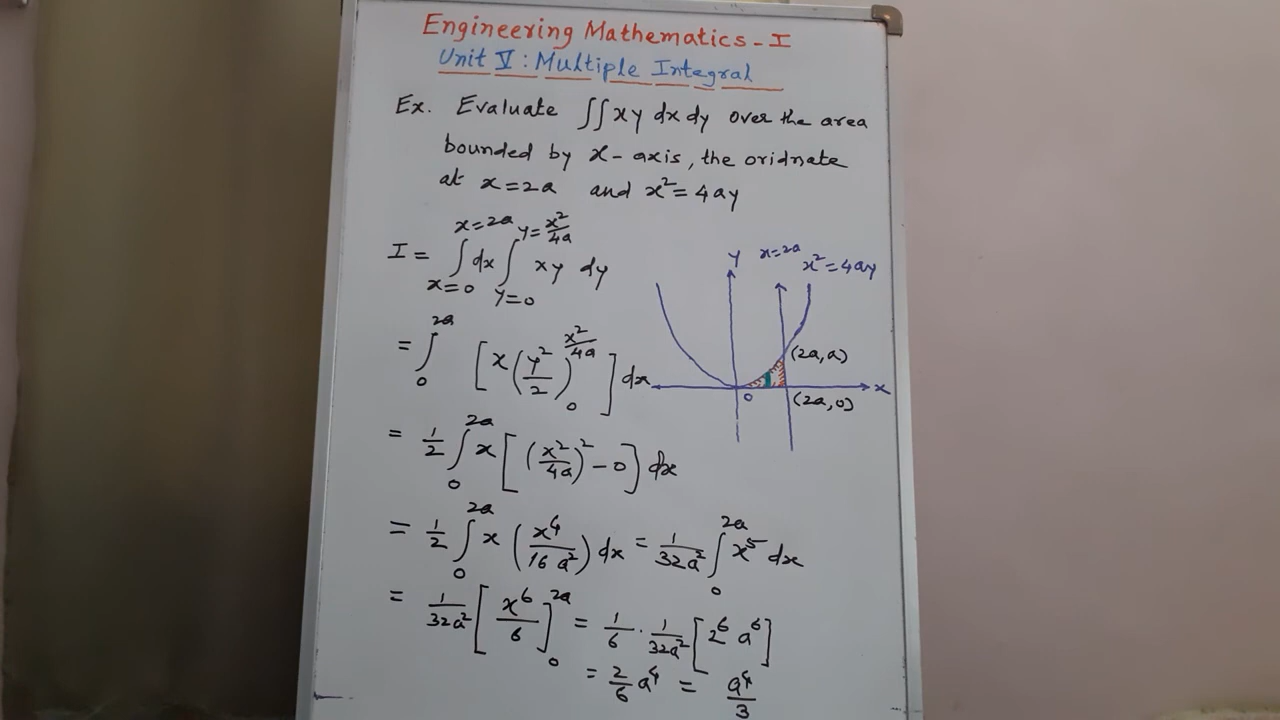 Engineering Mathematics - I
Unit V : Multiple Integral
Ex. Evaluate ∫∫ xy dx dy over the area
bounded by x - axis, the oridnate
at x = 2a and x² = 4ay
I = ∫_{x=0}^{x=2a} dx ∫_{y=0}^{y=x²/4a} xy dy
= ∫_0^{2a} [ x (y²/2)_0^{x²/4a} ] dx
= 1/2 ∫_0^{2a} x [ (x²/4a)² - 0 ] dx
= 1/2 ∫_0^{2a} x (x⁴/16a²) dx = 1/32a² ∫_0^{2a} x⁵ dx
= 1/32a² [ x⁶/6 ]_0^{2a} = 1/6 · 1/32a² [ 2⁶ a⁶ ]
= 2/6 a⁴ = a⁴/3
y
x=2a
x² = 4ay
(2a, a)
x
0
(2a, 0)